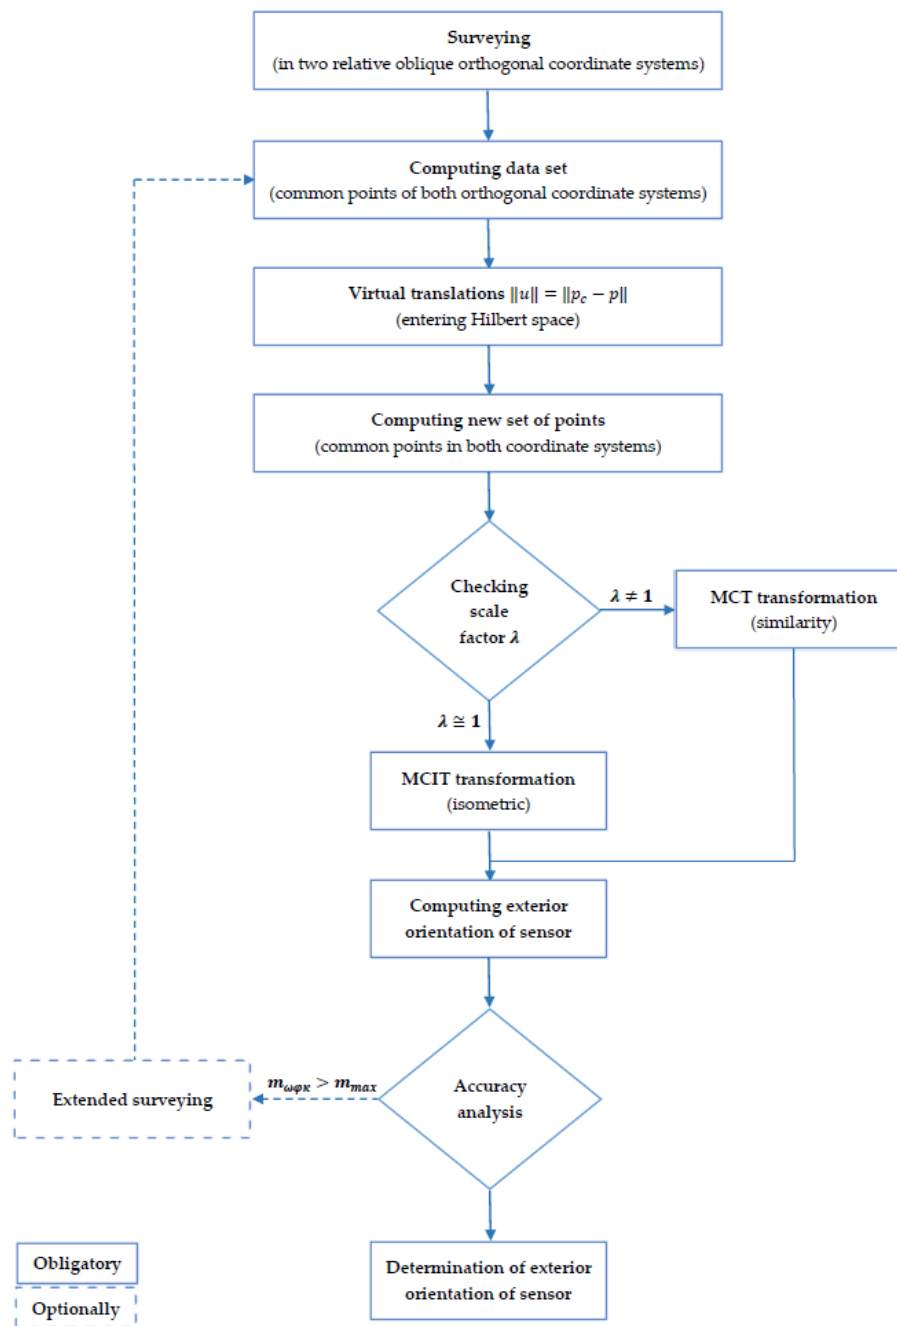 Surveying
(in two relative oblique orthogonal coordinate systems)
Computing data set
(common points of both orthogonal coordinate systems)
Virtual translations ‖u‖ = ‖p_c − p‖
(entering Hilbert space)
Computing new set of points
(common points in both coordinate systems)
Checking
scale
factor λ
λ ≠ 1
MCT transformation
(similarity)
λ ≅ 1
MCIT transformation
(isometric)
Computing exterior
orientation of sensor
Accuracy
analysis
m_ωφκ > m_max
Extended surveying
Determination of exterior
orientation of sensor
Obligatory
Optionally